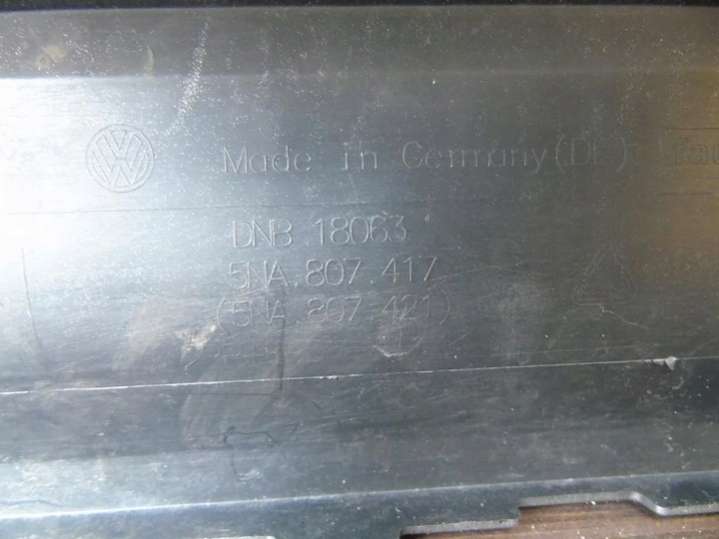 Made in Germany(DE)
DNB 18063
5NA.807.417
(5NA.807.421)